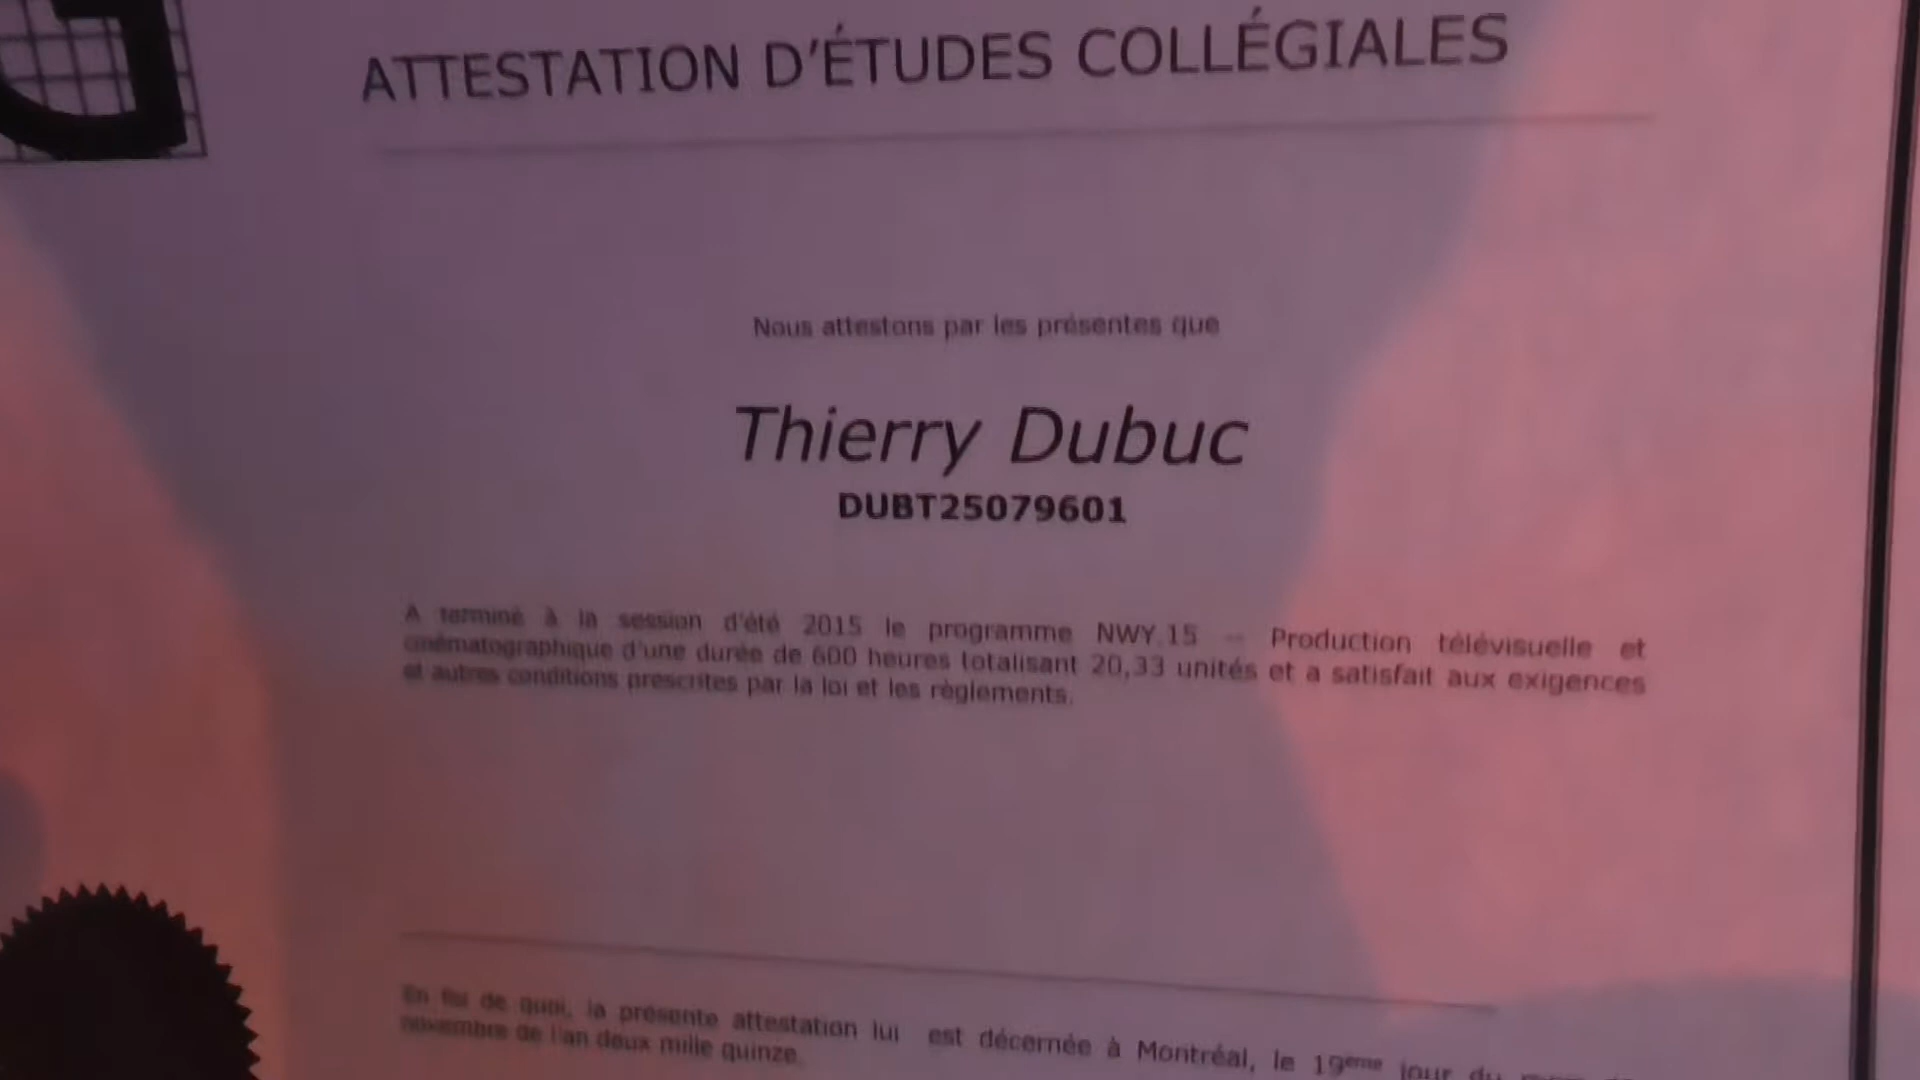 ATTESTATION D'ÉTUDES COLLÉGIALES
Nous attestons par les présentes que
Thierry Dubuc
DUBT25079601
A terminé à la session d'été 2015 le programme NWY.15 – Production télévisuelle et
cinématographique d'une durée de 600 heures totalisant 20,33 unités et a satisfait aux exigences
et autres conditions prescrites par la loi et les règlements.
En foi de quoi, la présente attestation lui est décernée à Montréal, le 19ème jour du
novembre de l'an deux mille quinze.